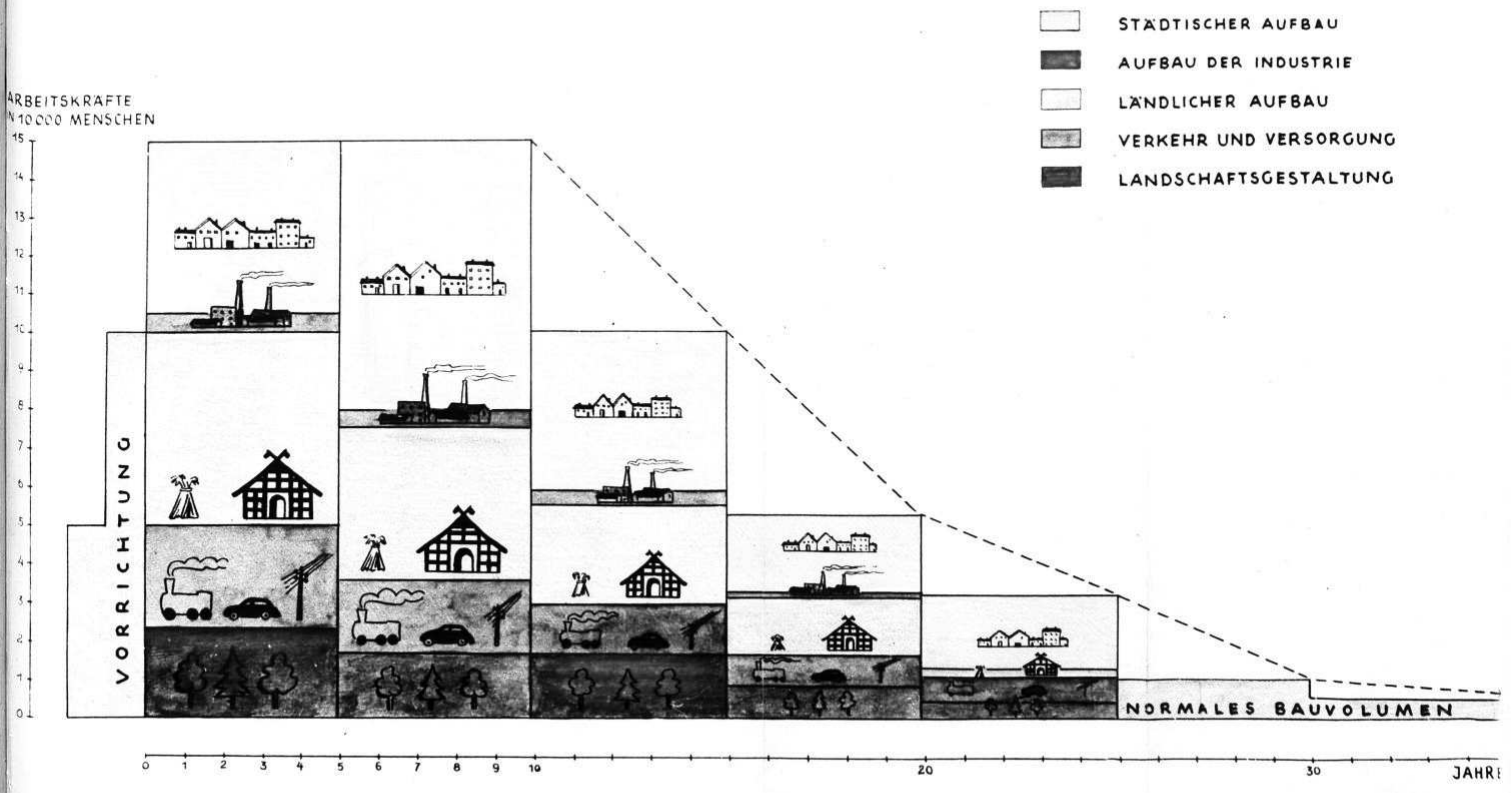 STÄDTISCHER AUFBAU
AUFBAU DER INDUSTRIE
LÄNDLICHER AUFBAU
VERKEHR UND VERSORGUNG
LANDSCHAFTSGESTALTUNG
ARBEITSKRÄFTE
N 10000 MENSCHEN
15
14
13
12
11
10
9
8
7
6
5
4
3
2
1
0
VORRICHTUNG
NORMALES BAUVOLUMEN
0 1 2 3 4 5 6 7 8 9 10 20 30 JAHRE